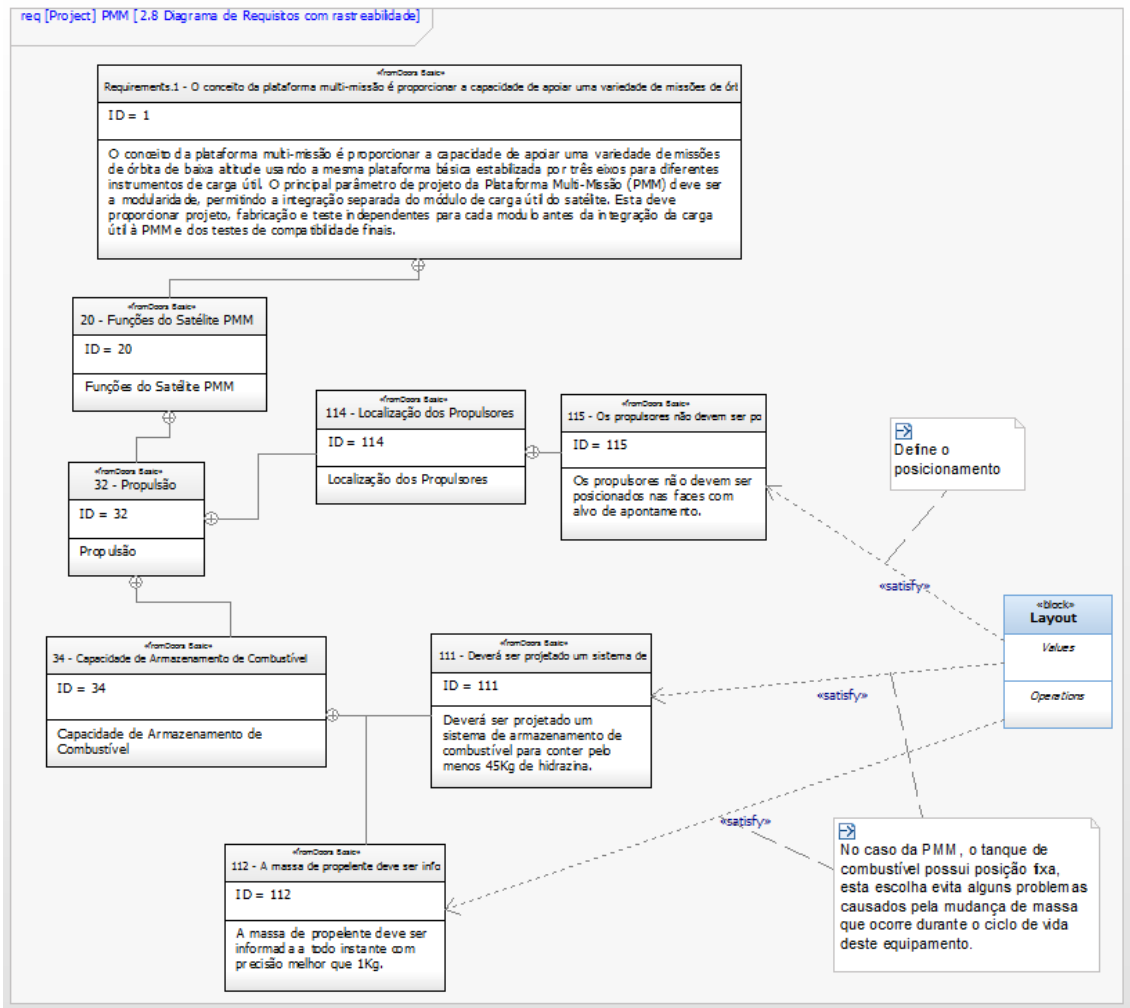 req [Project] PMM [2.8 Diagrama de Requisitos com rastreabilidade]
«fromDoors Basic»
Requirements.1 - O conceito da plataforma multi-missão é proporcionar a capacidade de apoiar uma variedade de missões de órl
ID = 1
O conceito da plataforma multi-missão é proporcionar a capacidade de apoiar uma variedade de missões
de órbita de baixa altitude usando a mesma plataforma básica estabilizada por três eixos para diferentes
instrumentos de carga útil. O principal parâmetro de projeto da Plataforma Multi-Missão (PMM) deve ser
a modularidade, permitindo a integração separada do módulo de carga útil do satélite. Esta deve
proporcionar projeto, fabricação e teste independentes para cada modulo antes da integração da carga
útil à PMM e dos testes de compatibilidade finais.
«fromDoors Basic»
20 - Funções do Satélite PMM
ID = 20
Funções do Satélite PMM
«fromDoors Basic»
114 - Localização dos Propulsores
ID = 114
Localização dos Propulsores
«fromDoors Basic»
115 - Os propulsores não devem ser po
ID = 115
Os propulsores não devem ser
posicionados nas faces com
alvo de apontamento.
Define o
posicionamento
«fromDoors Basic»
32 - Propulsão
ID = 32
Propulsão
«satisfy»
«block»
Layout
Values
Operations
«fromDoors Basic»
34 - Capacidade de Armazenamento de Combustível
ID = 34
Capacidade de Armazenamento de
Combustível
«fromDoors Basic»
111 - Deverá ser projetado um sistema de
ID = 111
Deverá ser projetado um
sistema de armazenamento de
combustível para conter pelo
menos 45Kg de hidrazina.
«satisfy»
«satisfy»
«fromDoors Basic»
112 - A massa de propelente deve ser info
ID = 112
A massa de propelente deve ser
informada a todo instante com
precisão melhor que 1Kg.
No caso da PMM, o tanque de
combustível possui posição fixa,
esta escolha evita alguns problemas
causados pela mudança de massa
que ocorre durante o ciclo de vida
deste equipamento.